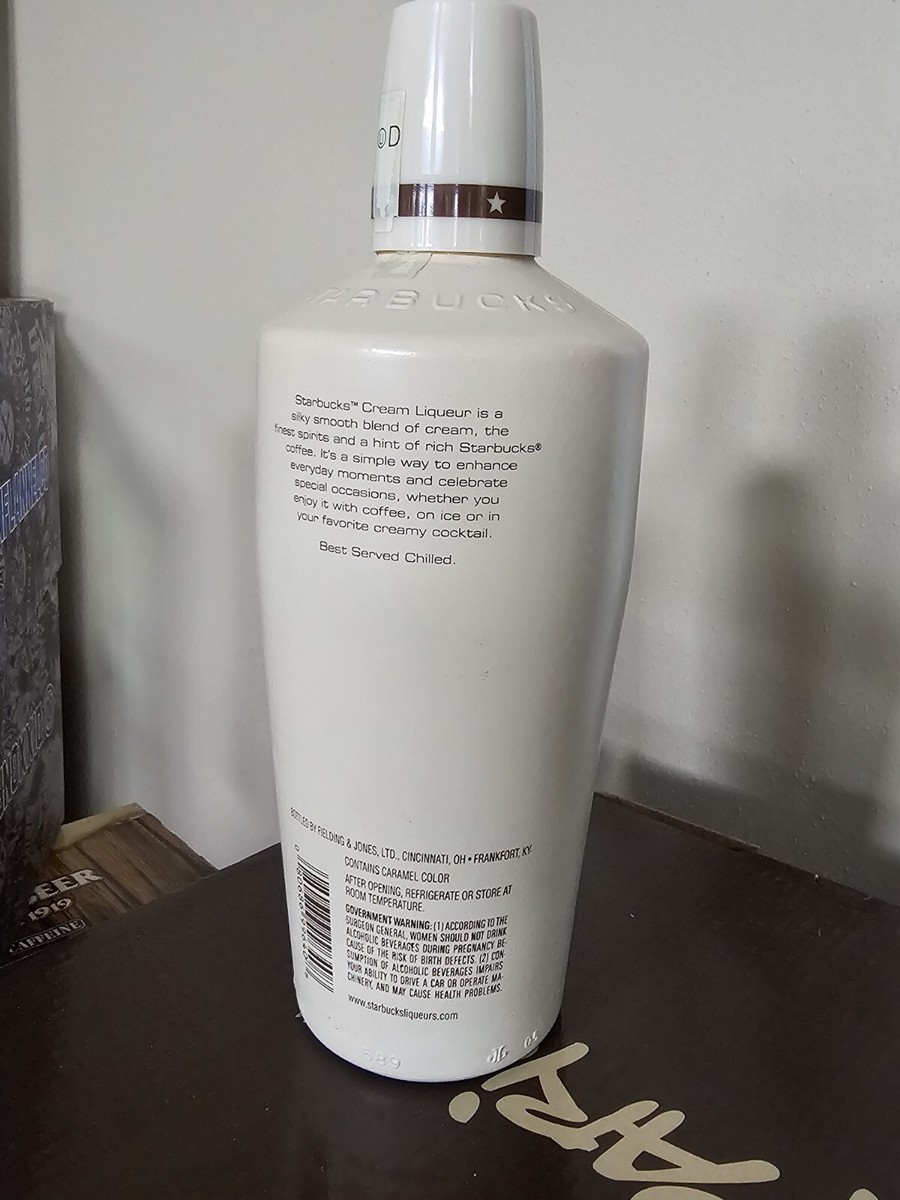 ⓊD
STARBUCKS
Starbucks™ Cream Liqueur is a
silky smooth blend of cream, the
finest spirits and a hint of rich Starbucks®
coffee. It's a simple way to enhance
everyday moments and celebrate
special occasions, whether you
enjoy it with coffee, on ice or in
your favorite creamy cocktail.
Best Served Chilled.
BOTTLED BY FIELDING & JONES, LTD., CINCINNATI, OH • FRANKFORT, KY.
CONTAINS CARAMEL COLOR
AFTER OPENING, REFRIGERATE OR STORE AT
ROOM TEMPERATURE.
GOVERNMENT WARNING: (1) ACCORDING TO THE
SURGEON GENERAL, WOMEN SHOULD NOT DRINK
ALCOHOLIC BEVERAGES DURING PREGNANCY BE-
CAUSE OF THE RISK OF BIRTH DEFECTS. (2) CON-
SUMPTION OF ALCOHOLIC BEVERAGES IMPAIRS
YOUR ABILITY TO DRIVE A CAR OR OPERATE MA-
CHINERY, AND MAY CAUSE HEALTH PROBLEMS.
www.starbucksliqueurs.com
589
BEER
1919
CAFFEINE